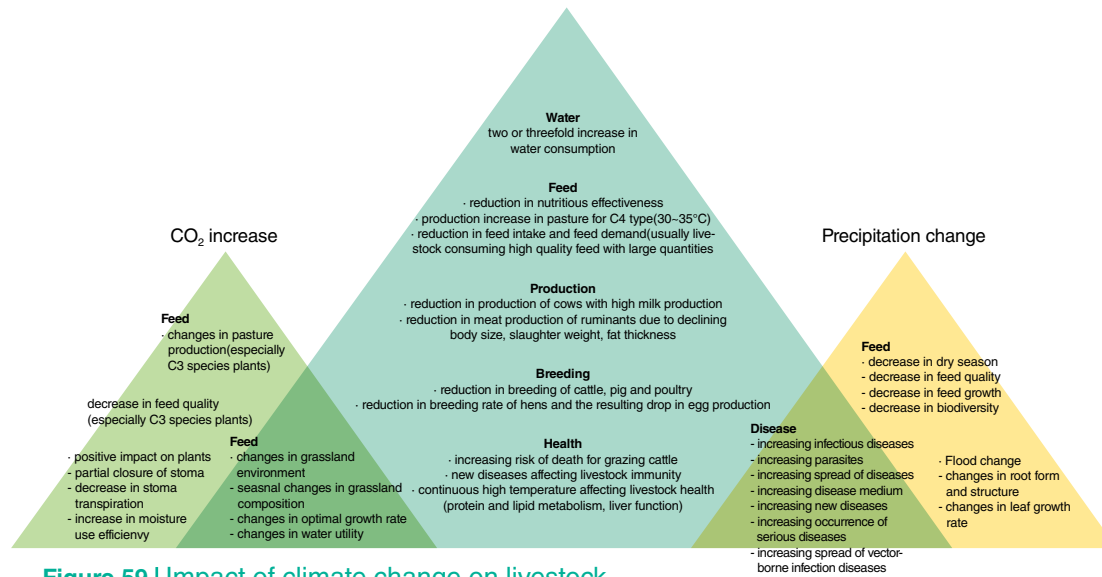 Water
two or threefold increase in
water consumption
Feed
· reduction in nutritious effectiveness
· production increase in pasture for C4 type(30~35°C)
· reduction in feed intake and feed demand(usually live-
stock consuming high quality feed with large quantities
Production
· reduction in production of cows with high milk production
· reduction in meat production of ruminants due to declining
body size, slaughter weight, fat thickness
Breeding
· reduction in breeding of cattle, pig and poultry
· reduction in breeding rate of hens and the resulting drop in egg production
Health
· increasing risk of death for grazing cattle
· new diseases affecting livestock immunity
· continuous high temperature affecting livestock health
(protein and lipid metabolism, liver function)
CO₂ increase
Feed
· changes in pasture
production(especially
C3 species plants)
decrease in feed quality
(especially C3 species plants)
· positive impact on plants
- partial closure of stoma
- decrease in stoma
transpiration
- increase in moisture
use efficienvy
Feed
· changes in grassland
environment
- seasnal changes in grassland
composition
- changes in optimal growth rate
- changes in water utility
Precipitation change
Feed
· decrease in dry season
- decrease in feed quality
- decrease in feed growth
- decrease in biodiversity
Disease
- increasing infectious diseases
- increasing parasites
- increasing spread of diseases
- increasing disease medium
- increasing new diseases
- increasing occurrence of
serious diseases
- increasing spread of vector-
borne infection diseases
· Flood change
- changes in root form
and structure
- changes in leaf growth
rate
Figure 59 | Impact of climate change on livestock